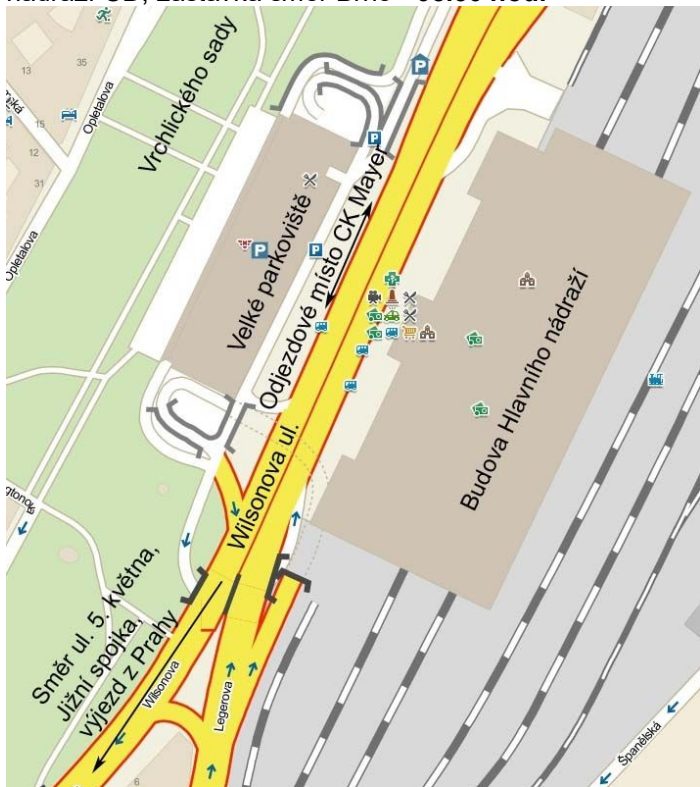 Opletalova
Vrchlického sady
13
35
15
12
31
Opletalova
P
P
P
P
Velké parkoviště
Odjezdové místo CK Mayer
Budova Hlavního nádraží
Wilsonova ul.
Směr ul. 5. května,
Jižní spojka,
výjezd z Prahy
Wilsonova
Legerova
Španělská
6